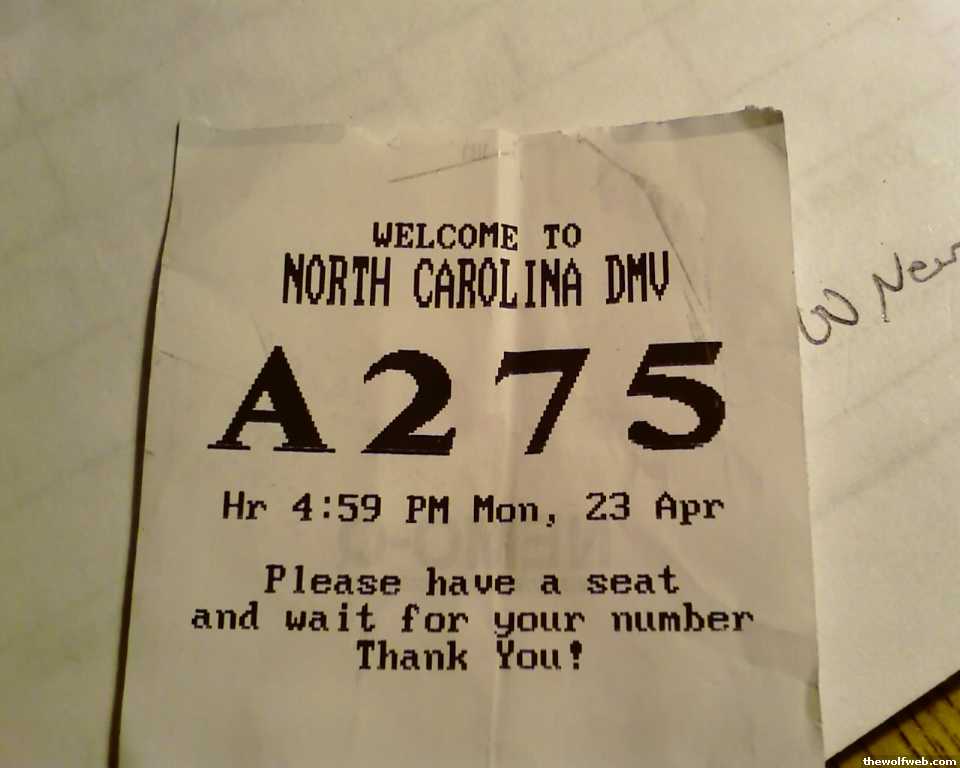 WELCOME TO
NORTH CAROLINA DMV
A275
Hr 4:59 PM Mon, 23 Apr
Please have a seat
and wait for your number
Thank You!
thewolfweb.com